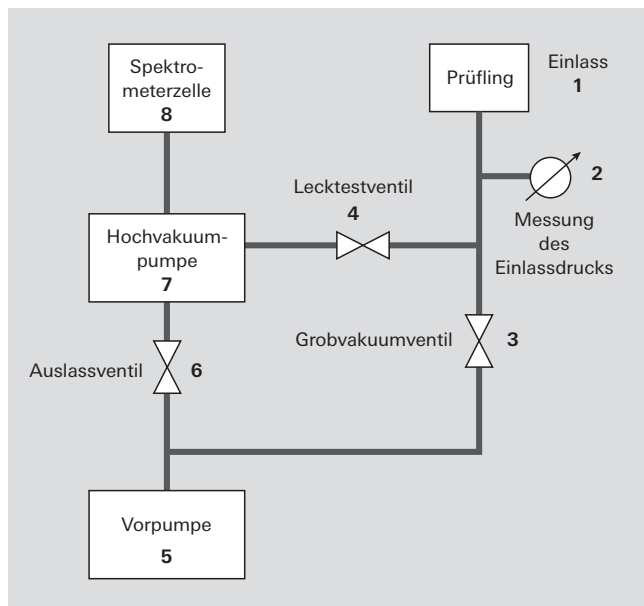 Spektro-
meterzelle
8
Prüfling
Einlass
1
2
Messung
des
Einlassdrucks
Lecktestventil
4
Hochvakuum-
pumpe
7
Grobvakuumventil
3
Auslassventil
6
Vorpumpe
5